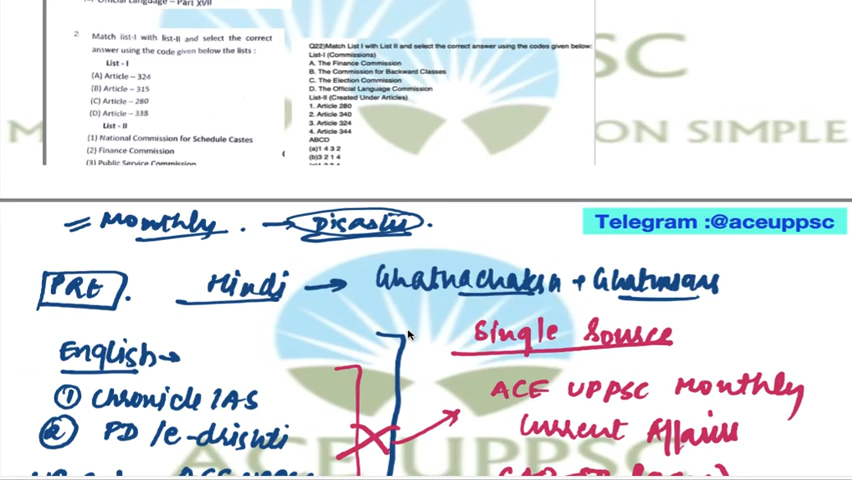 Official Language – Part XVII
2. Match list-I with list-II and select the correct
answer using the code given below the lists :
List - I
(A) Article – 324
(B) Article – 315
(C) Article – 280
(D) Article – 338
List – II
(1) National Commission for Schedule Castes
(2) Finance Commission
(3) Public Service Commission
Q22)Match List I with List II and select the correct answer using the codes given below:
List-I (Commissions)
A. The Finance Commission
B. The Commission for Backward Classes
C. The Election Commission
D. The Official Language Commission
List-II (Created Under Articles)
1. Article 280
2. Article 340
3. Article 324
4. Article 344
ABCD
(a)1 4 3 2
(b)3 2 1 4
SC
M ON SIMPLE
= Monthly. → Disaster.
Telegram :@aceuppsc
PRE. Hindi → Ghatnachakra + Ghatnasaar
Single Source
English→
① Chronicle IAS
② PD /e-drishti
ACE UPPSC Monthly
Current Affairs
ACE UPPSC